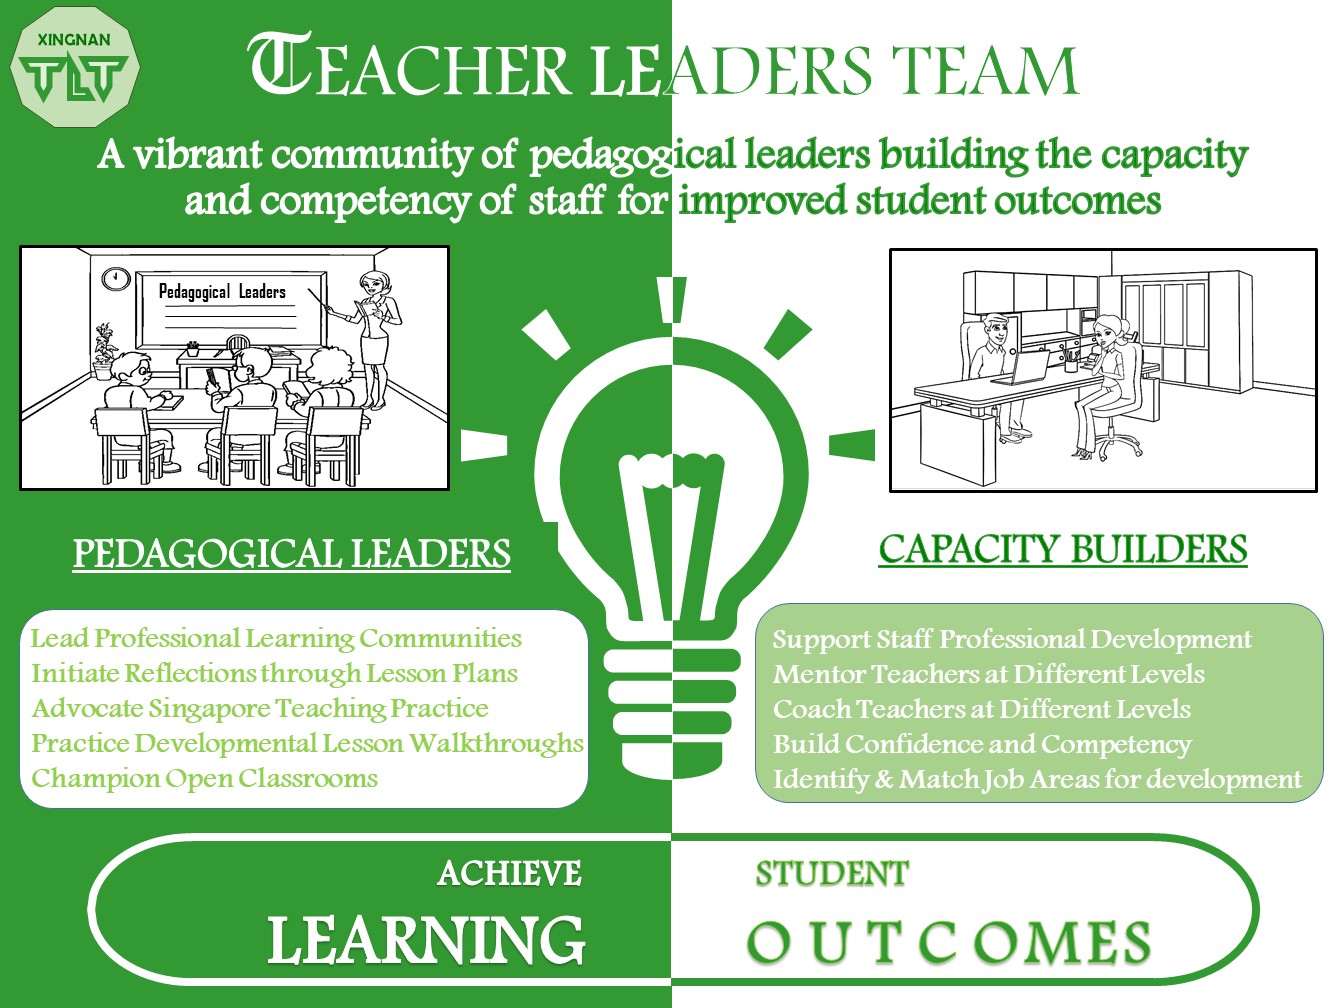 XINGNAN
TLT
TEACHER LEADERS TEAM
A vibrant community of pedagogical leaders building the capacity
and competency of staff for improved student outcomes
Pedagogical Leaders
PEDAGOGICAL LEADERS
Lead Professional Learning Communities
Initiate Reflections through Lesson Plans
Advocate Singapore Teaching Practice
Practice Developmental Lesson Walkthroughs
Champion Open Classrooms
CAPACITY BUILDERS
Support Staff Professional Development
Mentor Teachers at Different Levels
Coach Teachers at Different Levels
Build Confidence and Competency
Identify & Match Job Areas for development
ACHIEVE STUDENT
LEARNING OUTCOMES